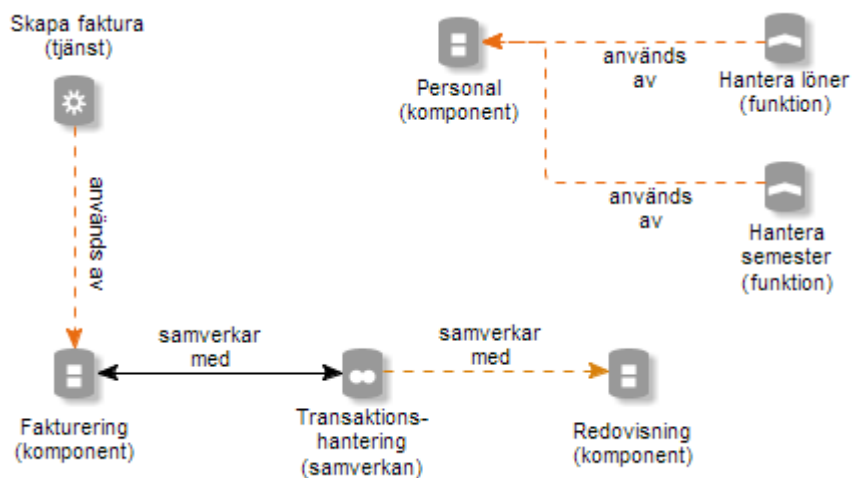 Skapa faktura
(tjänst)
Personal
(komponent)
används
av
Hantera löner
(funktion)
används av
används
av
Hantera
semester
(funktion)
samverkar
med
samverkar
med
Fakturering
(komponent)
Transaktions-
hantering
(samverkan)
Redovisning
(komponent)